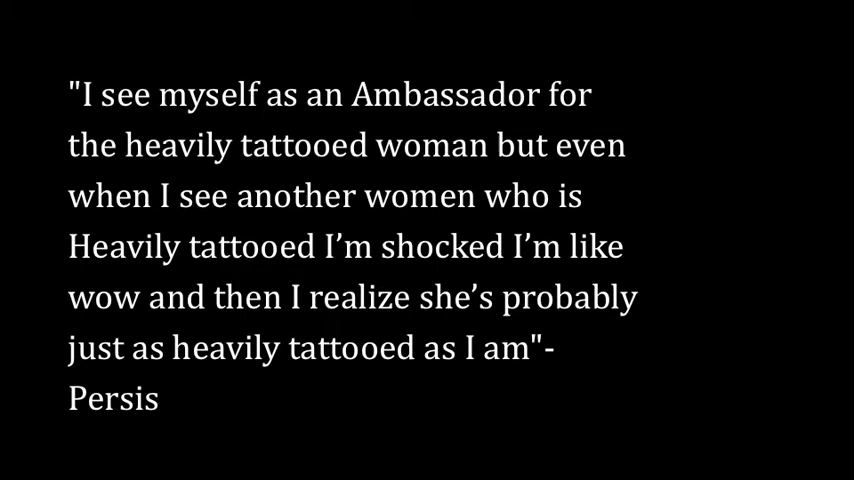 "I see myself as an Ambassador for
the heavily tattooed woman but even
when I see another women who is
Heavily tattooed I’m shocked I’m like
wow and then I realize she’s probably
just as heavily tattooed as I am"-
Persis